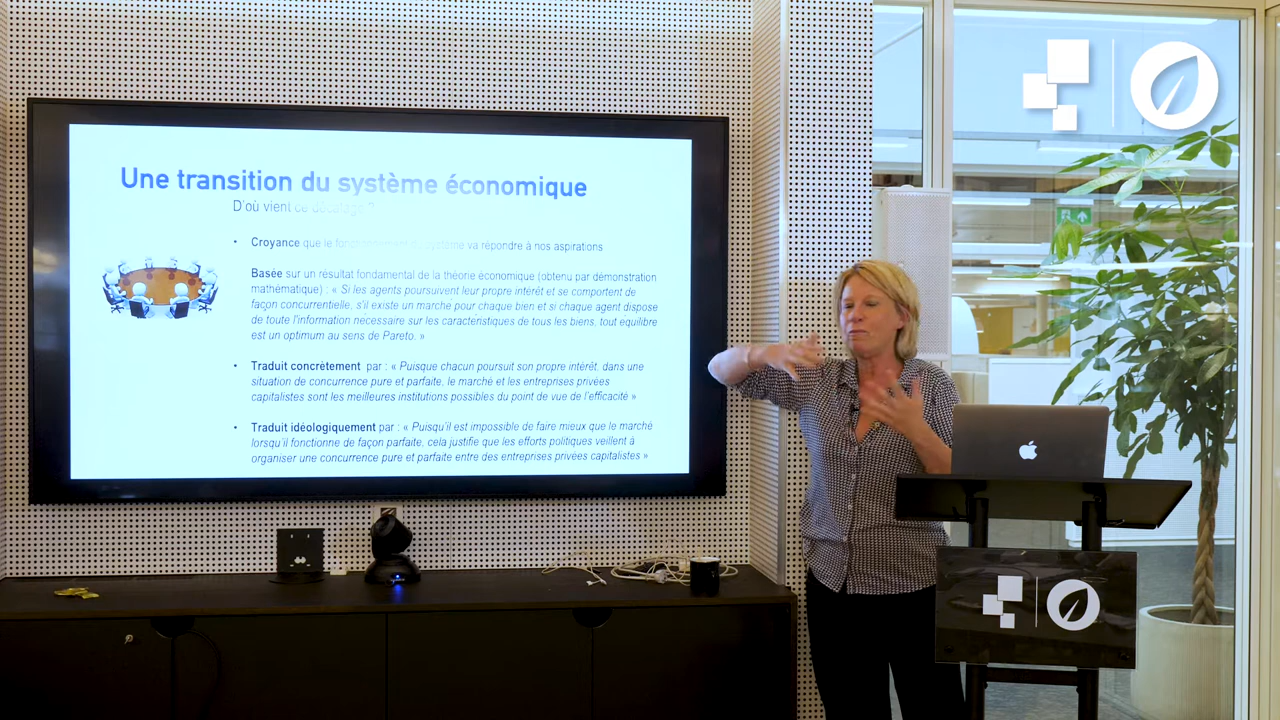 Une transition du système économique
D'où vient ce décalage ?
• Croyance que le fonctionnement du système va répondre à nos aspirations
Basée sur un résultat fondamental de la théorie économique (obtenu par démonstration
mathématique) : « Si les agents poursuivent leur propre intérêt et se comportent de
façon concurrentielle, s'il existe un marché pour chaque bien et si chaque agent dispose
de toute l'information nécessaire sur les caractéristiques de tous les biens, tout équilibre
est un optimum au sens de Pareto. »
• Traduit concrètement par : « Puisque chacun poursuit son propre intérêt, dans une
situation de concurrence pure et parfaite, le marché et les entreprises privées
capitalistes sont les meilleures institutions possibles du point de vue de l'efficacité »
• Traduit idéologiquement par : « Puisqu'il est impossible de faire mieux que le marché
lorsqu'il fonctionne de façon parfaite, cela justifie que les efforts politiques veillent à
organiser une concurrence pure et parfaite entre des entreprises privées capitalistes »